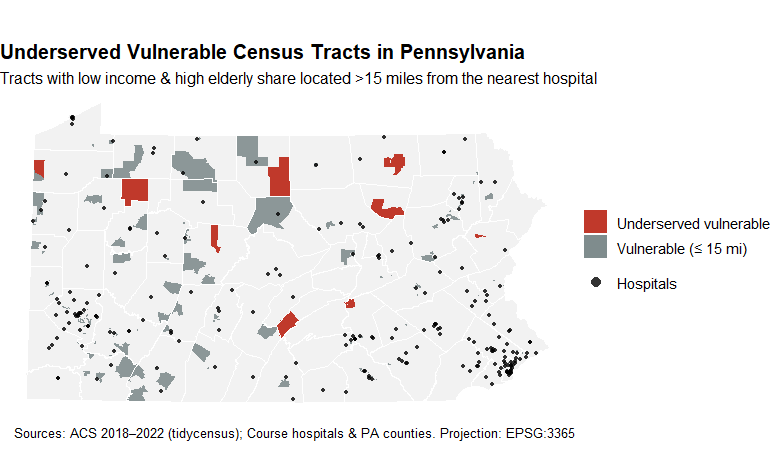 Underserved Vulnerable Census Tracts in Pennsylvania
Tracts with low income & high elderly share located >15 miles from the nearest hospital
Underserved vulnerable
Vulnerable (≤ 15 mi)
Hospitals
Sources: ACS 2018–2022 (tidycensus); Course hospitals & PA counties. Projection: EPSG:3365